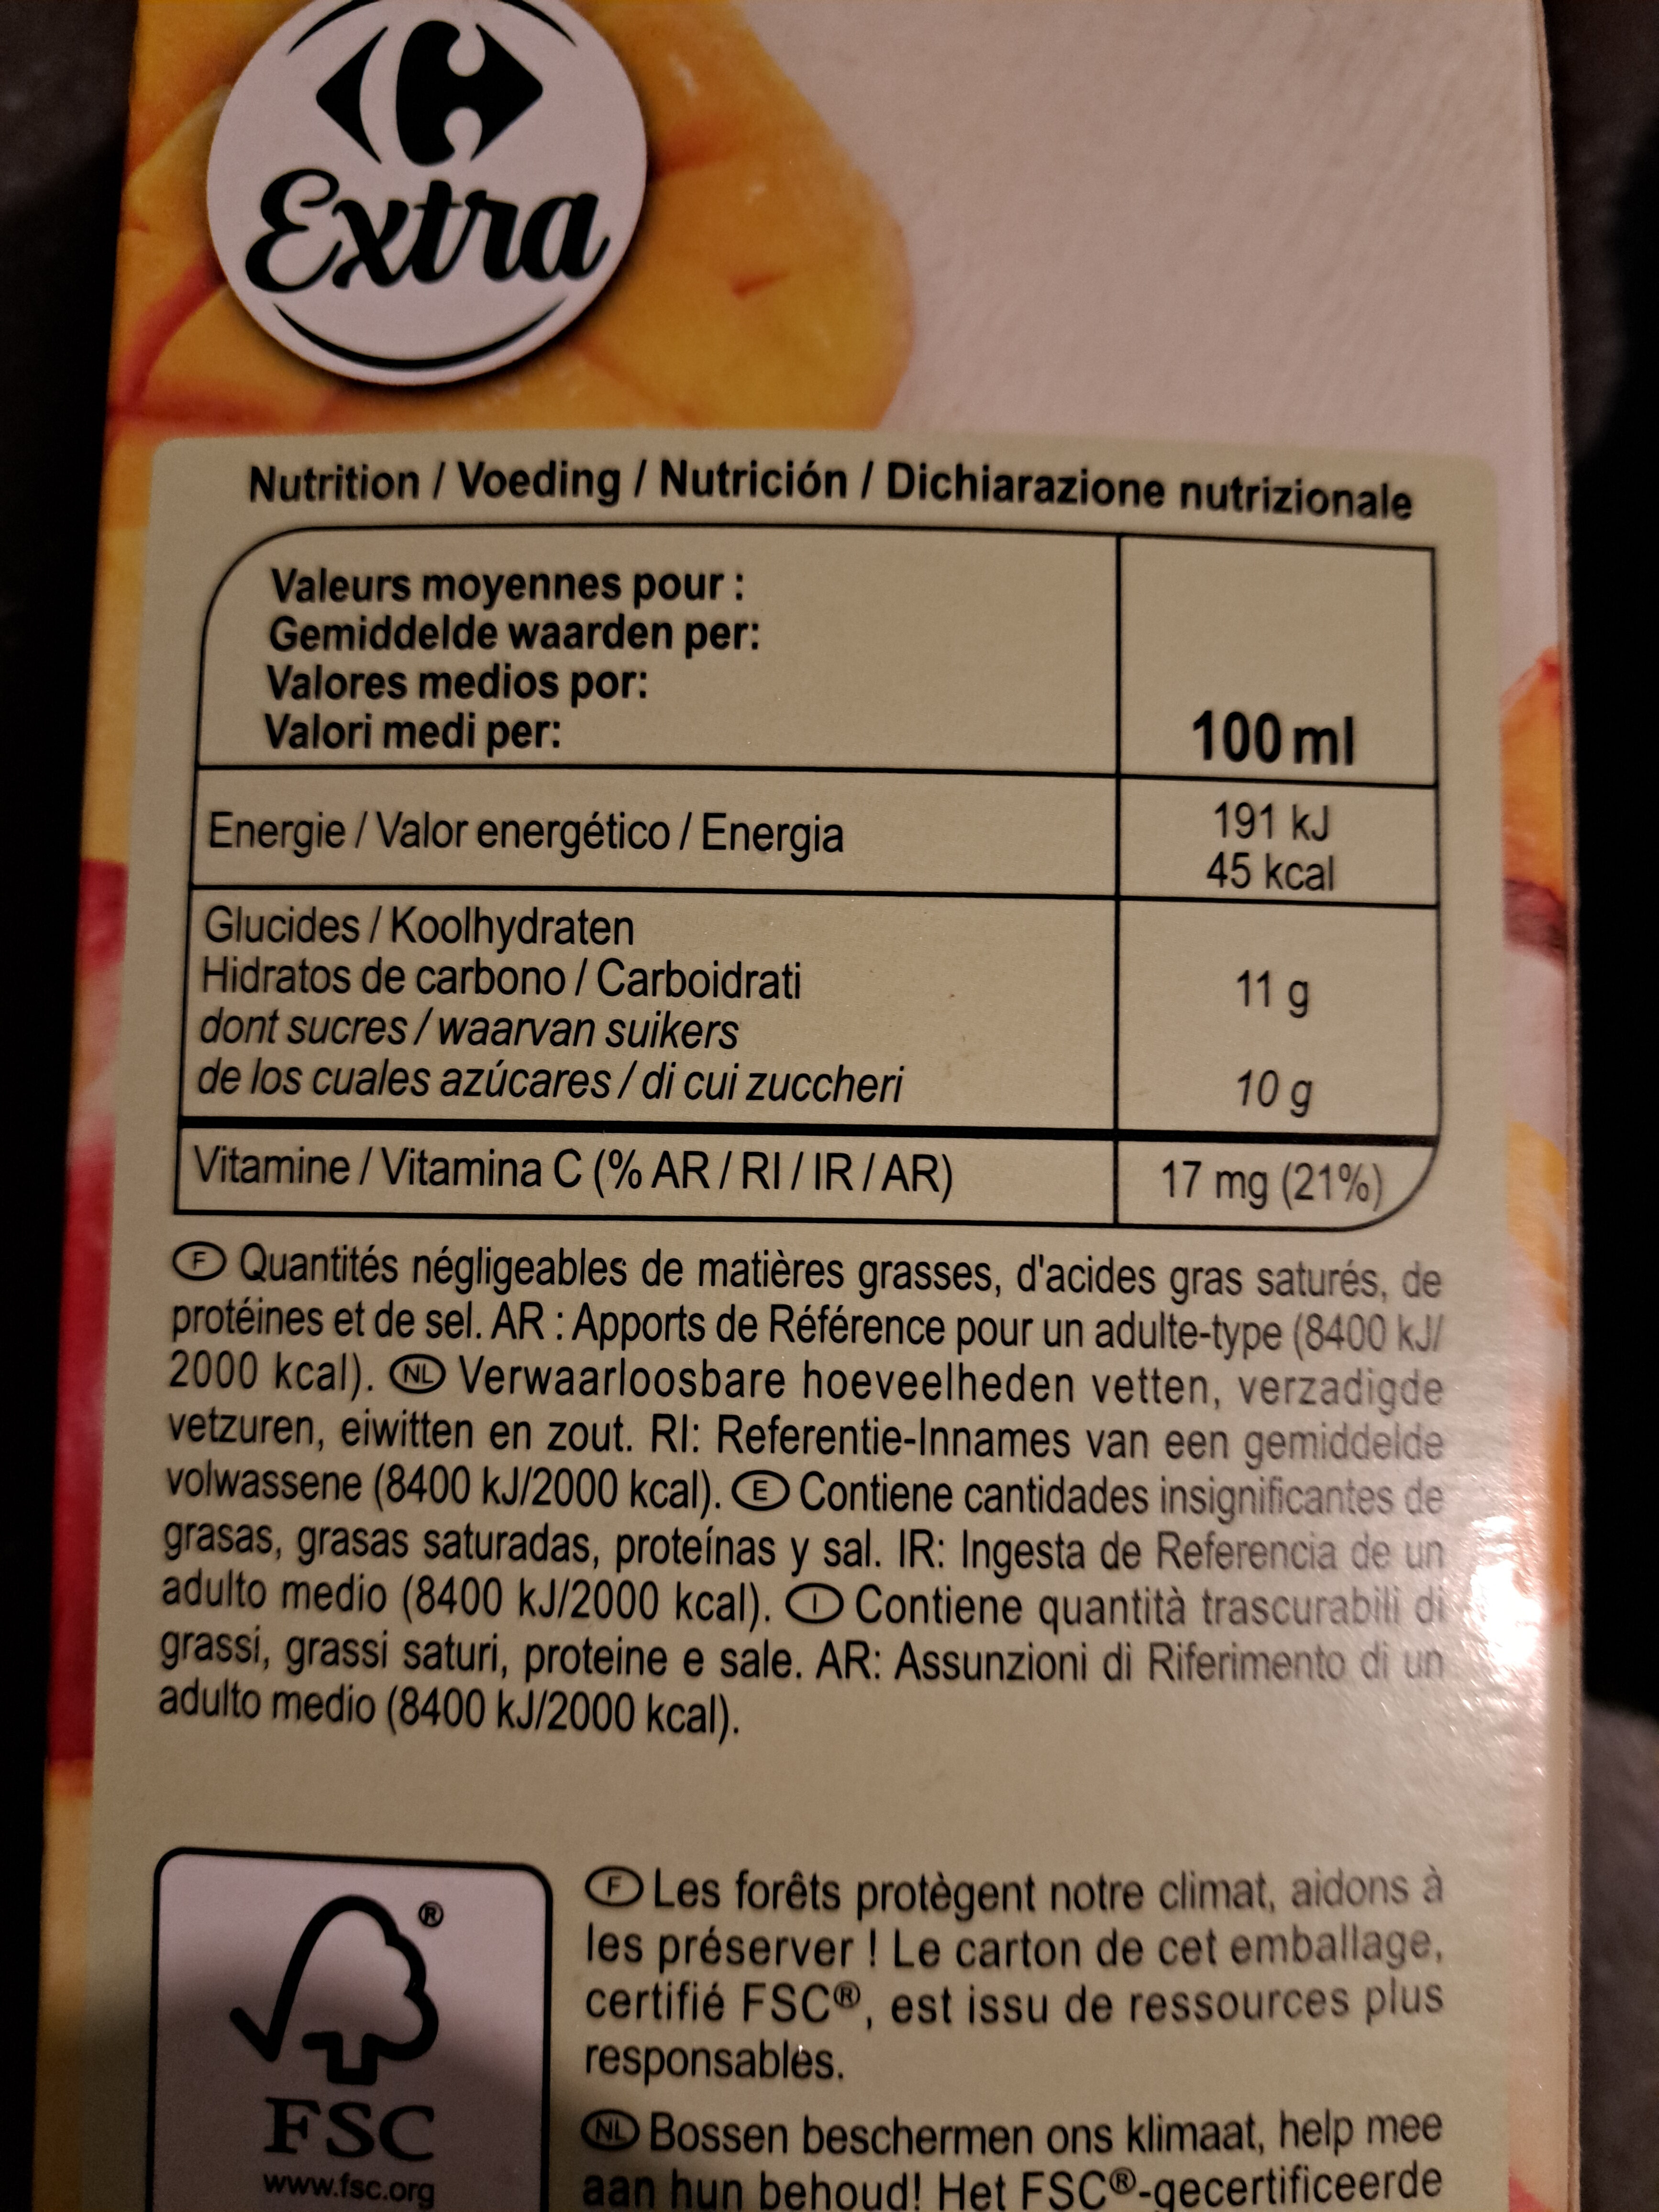 Extra
Nutrition / Voeding / Nutrición / Dichiarazione nutrizionale
Valeurs moyennes pour :
Gemiddelde waarden per:
Valores medios por:
Valori medi per:
100 ml
Energie / Valor energético / Energia
191 kJ
45 kcal
Glucides / Koolhydraten
Hidratos de carbono / Carboidrati
11 g
dont sucres / waarvan suikers
de los cuales azúcares / di cui zuccheri
10 g
Vitamine / Vitamina C (% AR / RI / IR / AR)
17 mg (21%)
F Quantités négligeables de matières grasses, d'acides gras saturés, de
protéines et de sel. AR : Apports de Référence pour un adulte-type (8400 kJ/
2000 kcal). NL Verwaarloosbare hoeveelheden vetten, verzadigde
vetzuren, eiwitten en zout. RI: Referentie-Innames van een gemiddelde
volwassene (8400 kJ/2000 kcal). E Contiene cantidades insignificantes de
grasas, grasas saturadas, proteínas y sal. IR: Ingesta de Referencia de un
adulto medio (8400 kJ/2000 kcal). I Contiene quantità trascurabili di
grassi, grassi saturi, proteine e sale. AR: Assunzioni di Riferimento di un
adulto medio (8400 kJ/2000 kcal).
®
FSC
www.fsc.org
F Les forêts protègent notre climat, aidons à
les préserver ! Le carton de cet emballage,
certifié FSC®, est issu de ressources plus
responsables.
NL Bossen beschermen ons klimaat, help mee
aan hun behoud! Het FSC®-gecertificeerde